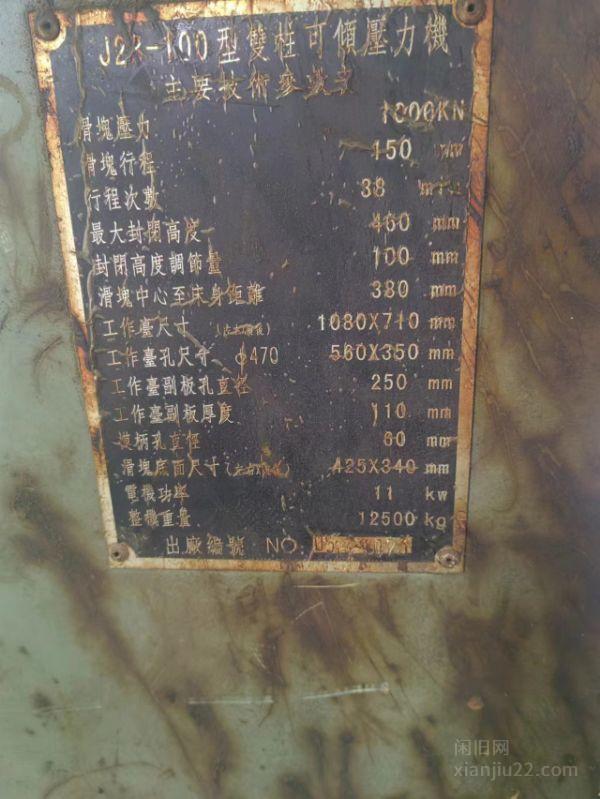 型雙柱可傾壓力機
主要技術參數
滑塊壓力 1000KN
滑塊行程 150 mm
行程次數 38
最大封閉高度 460 mm
封閉高度調節量 100 mm
滑塊中心至床身距離 380 mm
工作臺尺寸 1080X710 mm
工作臺孔尺寸 φ470 560X350 mm
工作臺副板孔直徑 250 mm
工作臺副板厚度 110 mm
模柄孔直徑 60 mm
滑塊底面尺寸 425X340 mm
電機功率 11 kw
整機重量 12500 kg
出廠編號 NO.
闲旧网
xianjiu22.com